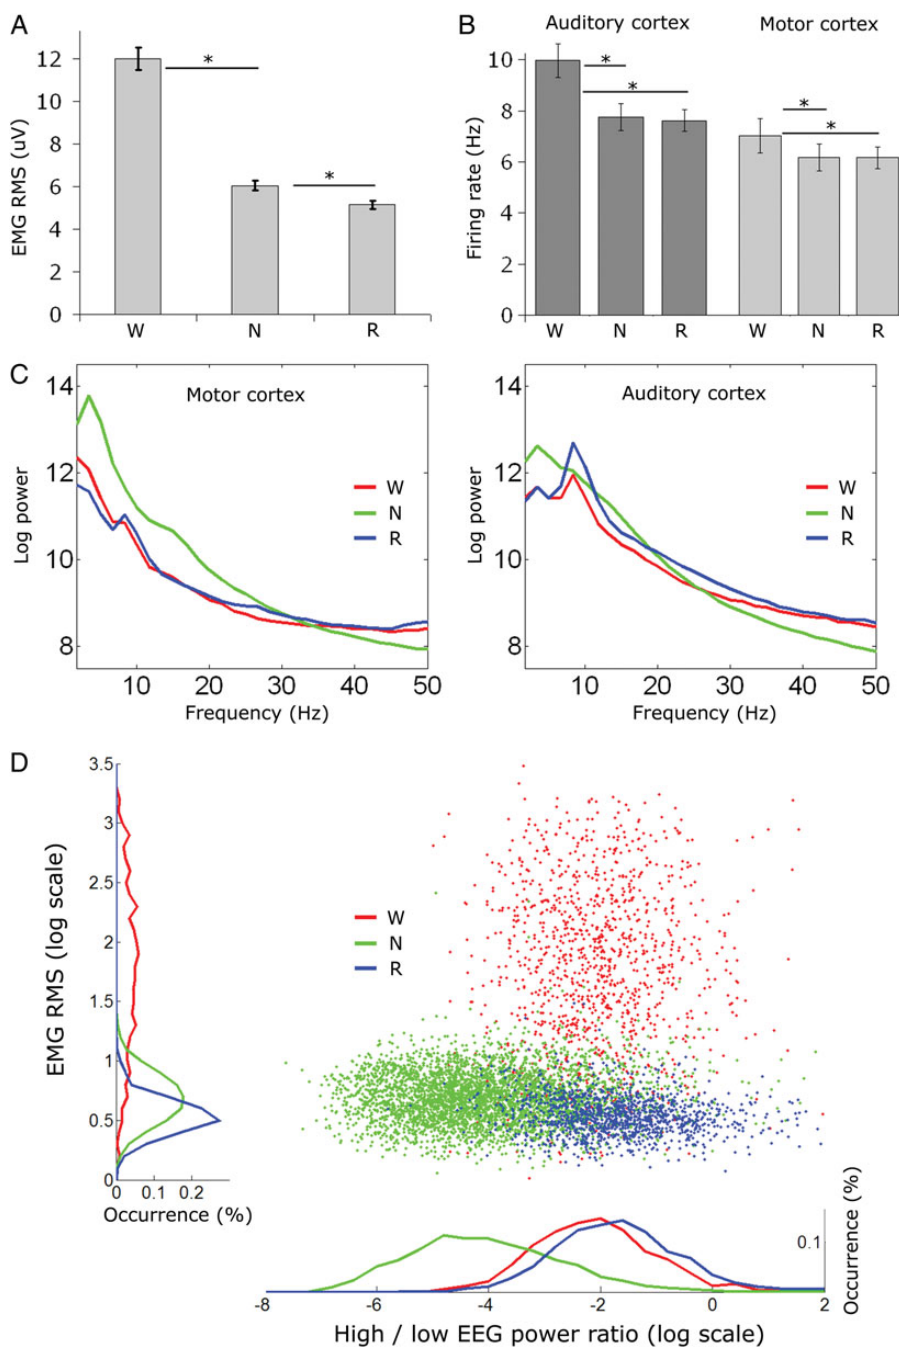 A
EMG RMS (uV)
12
10
8
6
4
2
0
*
*
W
N
R
B
Auditory cortex
Motor cortex
Firing rate (Hz)
10
8
6
4
2
0
*
*
*
*
W
N
R
W
N
R
C
Motor cortex
Log power
14
12
10
8
W
N
R
10
20
30
40
50
Frequency (Hz)
Auditory cortex
Log power
14
12
10
8
W
N
R
10
20
30
40
50
Frequency (Hz)
D
EMG RMS (log scale)
3.5
3
2.5
2
1.5
1
0.5
0
0
0.1
0.2
Occurrence (%)
W
N
R
0.1
Occurrence (%)
-8
-6
-4
-2
0
2
High / low EEG power ratio (log scale)